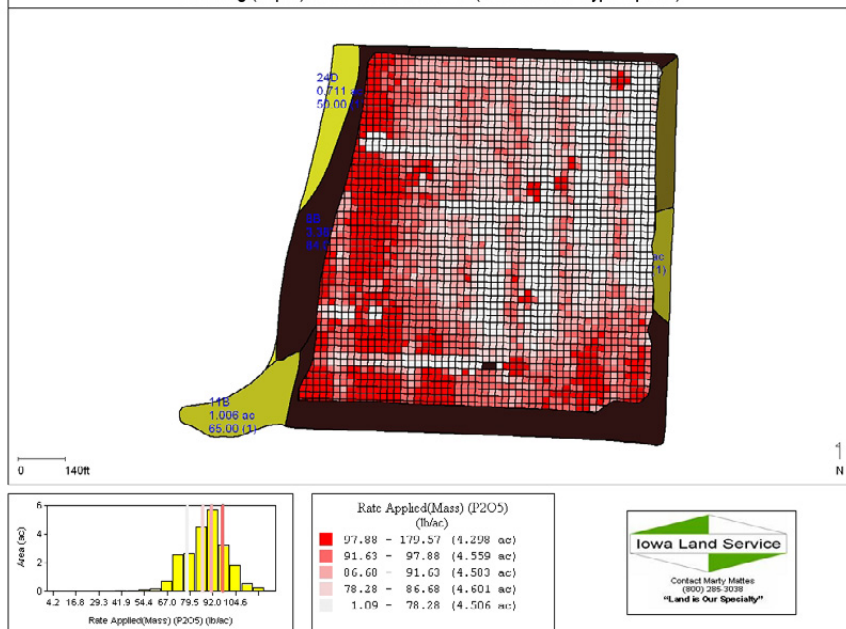 24D
0.711 ac
50.00 (1)
ac
11B
1.006 ac
65.00 (1)
0 140ft
N
Area (ac)
6
4
2
0
4.2 16.8 29.3 41.9 54.4 67.0 79.5 92.0 104.6
Rate Applied(Mass) (P2O5) (lb/ac)
Rate Applied(Mass) (P2O5)
(lb/ac)
97.88 - 179.57 (4.298 ac)
91.63 - 97.88 (4.559 ac)
86.68 - 91.63 (4.503 ac)
78.28 - 86.68 (4.601 ac)
1.09 - 78.28 (4.506 ac)
Iowa Land Service
Contact Marty Mattes
(800) 285-3038
"Land is Our Specialty"